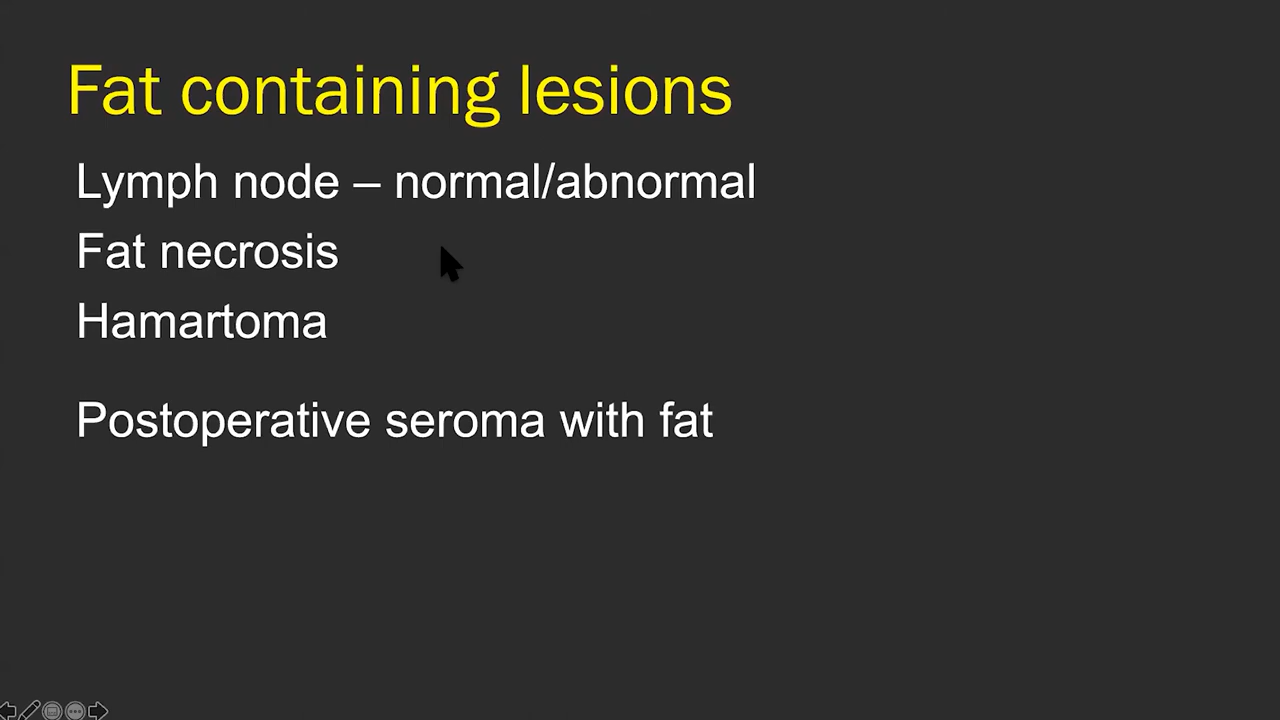 Fat containing lesions
Lymph node – normal/abnormal
Fat necrosis
Hamartoma
Postoperative seroma with fat